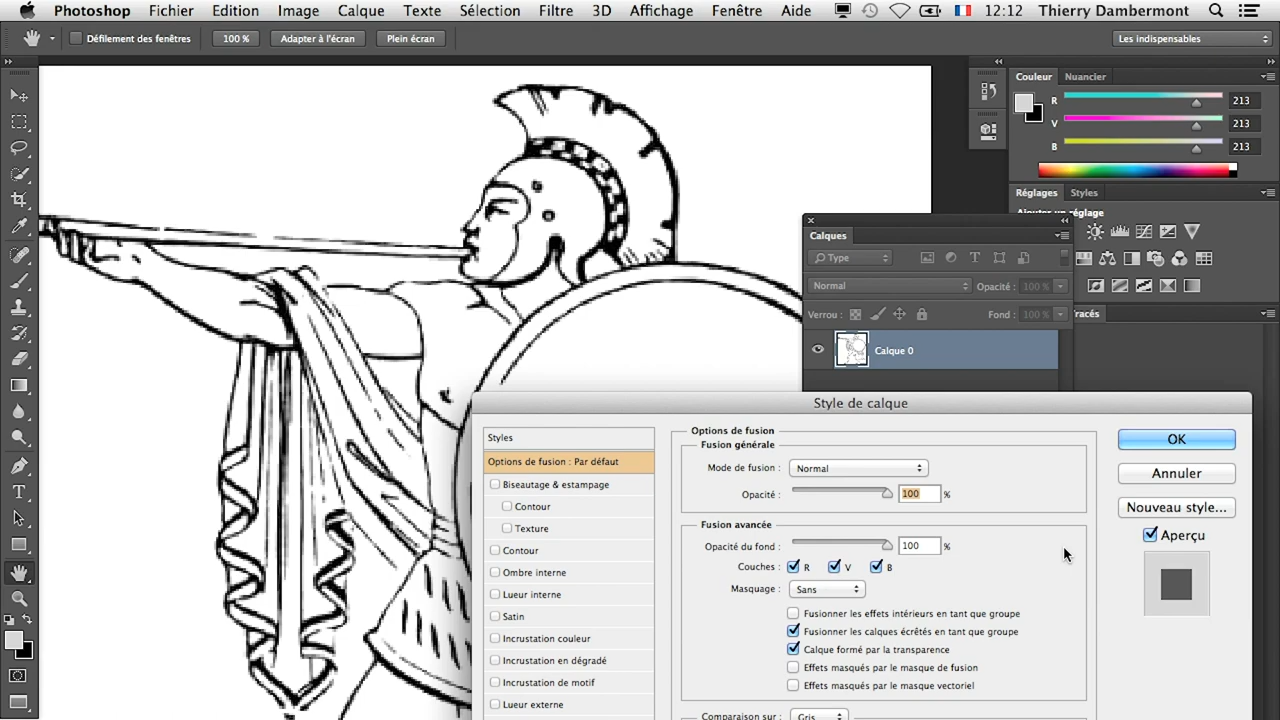 Photoshop Fichier Edition Image Calque Texte Sélection Filtre 3D Affichage Fenêtre Aide 12:12 Thierry Dambermont
Défilement des fenêtres 100 % Adapter à l'écran Plein écran Les indispensables
Couleur Nuancier
R 213
V 213
B 213
Réglages Styles
Ajouter un réglage
Calques
Type
Normal Opacité : 100 %
Verrou : Fond : 100 %
Tracés
Calque 0
Style de calque
Styles
Options de fusion : Par défaut
Biseautage & estampage
Contour
Texture
Contour
Ombre interne
Lueur interne
Satin
Incrustation couleur
Incrustation en dégradé
Incrustation de motif
Lueur externe
Options de fusion
Fusion générale
Mode de fusion : Normal
Opacité : 100 %
Fusion avancée
Opacité du fond : 100 %
Couches : R V B
Masquage : Sans
Fusionner les effets intérieurs en tant que groupe
Fusionner les calques écrêtés en tant que groupe
Calque formé par la transparence
Effets masqués par le masque de fusion
Effets masqués par le masque vectoriel
Comparaison sur : Gris
OK
Annuler
Nouveau style...
Aperçu